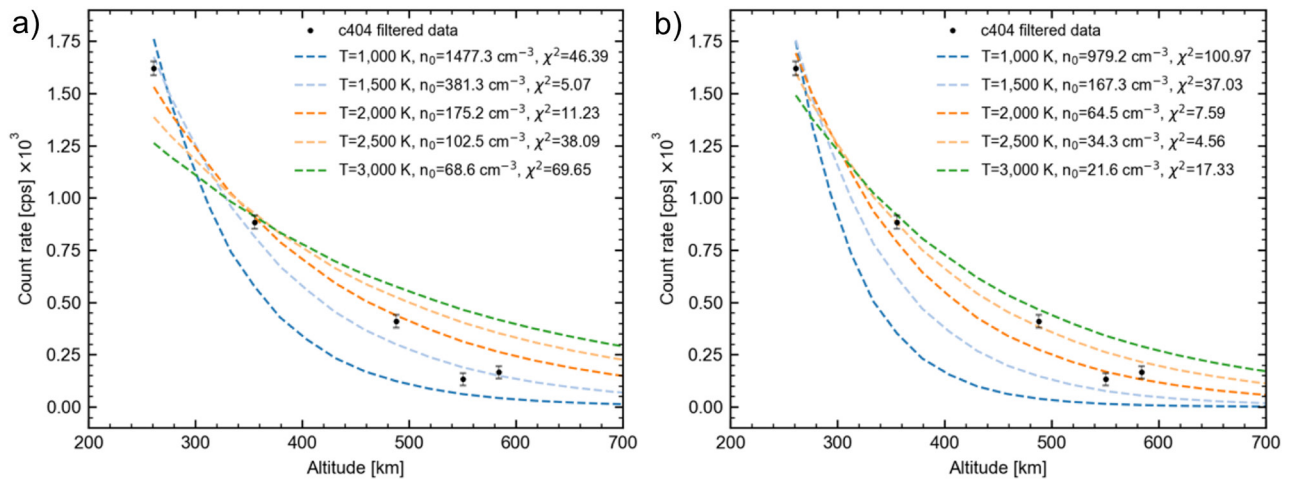 a)
c404 filtered data
T=1,000 K, n₀=1477.3 cm⁻³, χ²=46.39
T=1,500 K, n₀=381.3 cm⁻³, χ²=5.07
T=2,000 K, n₀=175.2 cm⁻³, χ²=11.23
T=2,500 K, n₀=102.5 cm⁻³, χ²=38.09
T=3,000 K, n₀=68.6 cm⁻³, χ²=69.65
Count rate [cps] ×10³
1.75
1.50
1.25
1.00
0.75
0.50
0.25
0.00
200 300 400 500 600 700
Altitude [km]
b)
c404 filtered data
T=1,000 K, n₀=979.2 cm⁻³, χ²=100.97
T=1,500 K, n₀=167.3 cm⁻³, χ²=37.03
T=2,000 K, n₀=64.5 cm⁻³, χ²=7.59
T=2,500 K, n₀=34.3 cm⁻³, χ²=4.56
T=3,000 K, n₀=21.6 cm⁻³, χ²=17.33
Count rate [cps] ×10³
1.75
1.50
1.25
1.00
0.75
0.50
0.25
0.00
200 300 400 500 600 700
Altitude [km]